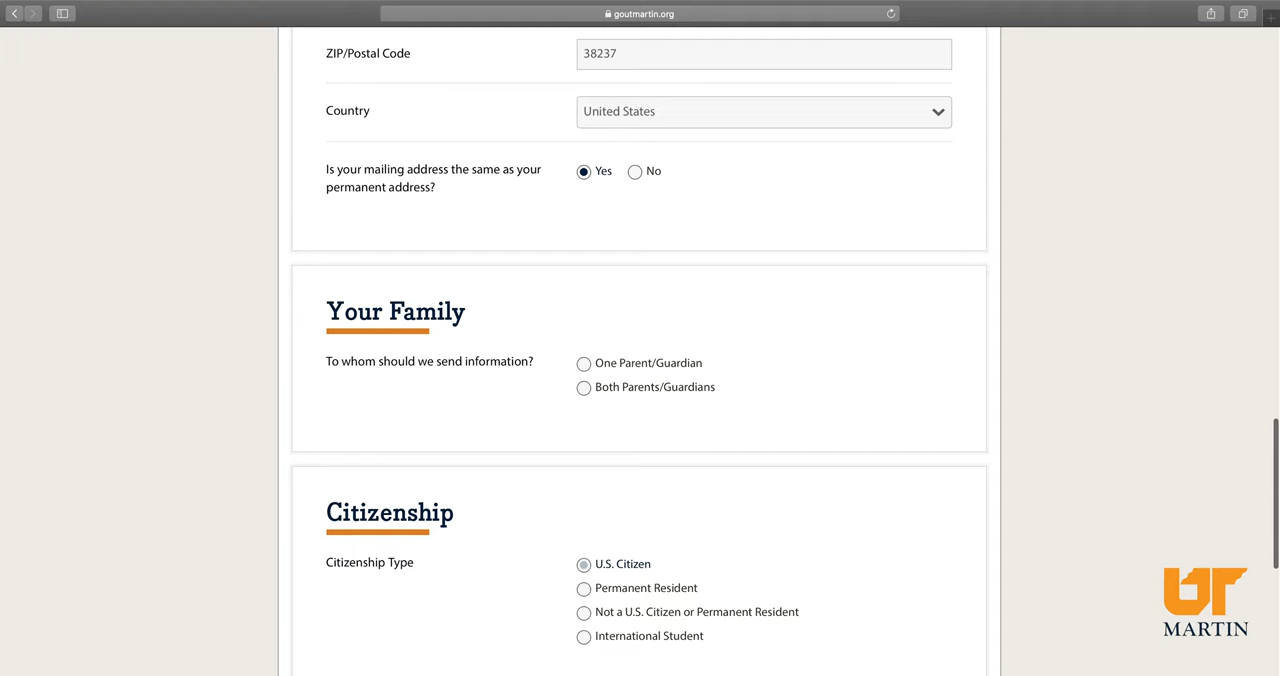 goutmartin.org
ZIP/Postal Code
38237
Country
United States
Is your mailing address the same as your
permanent address?
Yes
No
Your Family
To whom should we send information?
One Parent/Guardian
Both Parents/Guardians
Citizenship
Citizenship Type
U.S. Citizen
Permanent Resident
Not a U.S. Citizen or Permanent Resident
International Student
UT
MARTIN